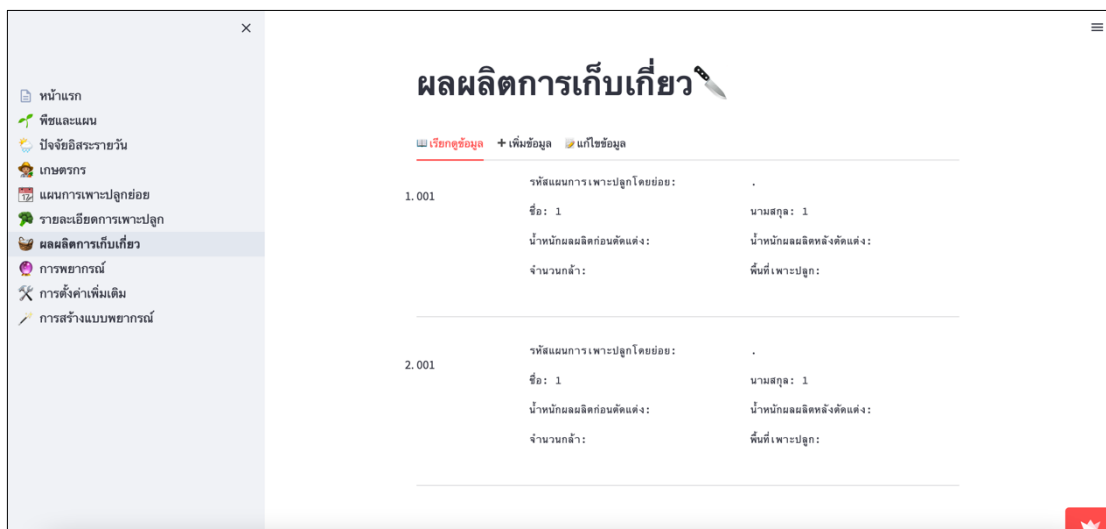 หน้าแรก
พืชและแผน
ปัจจัยอิสระรายวัน
เกษตรกร
แผนการเพาะปลูกย่อย
รายละเอียดการเพาะปลูก
ผลผลิตการเก็บเกี่ยว
การพยากรณ์
การตั้งค่าเพิ่มเติม
การสร้างแบบพยากรณ์
ผลผลิตการเก็บเกี่ยว
เรียกดูข้อมูล เพิ่มข้อมูล แก้ไขข้อมูล
1. 001
รหัสแผนการเพาะปลูกโดยย่อย: .
ชื่อ: 1 นามสกุล: 1
น้ำหนักผลผลิตก่อนตัดแต่ง: น้ำหนักผลผลิตหลังตัดแต่ง:
จำนวนกล้า: พื้นที่เพาะปลูก:
2. 001
รหัสแผนการเพาะปลูกโดยย่อย: .
ชื่อ: 1 นามสกุล: 1
น้ำหนักผลผลิตก่อนตัดแต่ง: น้ำหนักผลผลิตหลังตัดแต่ง:
จำนวนกล้า: พื้นที่เพาะปลูก: